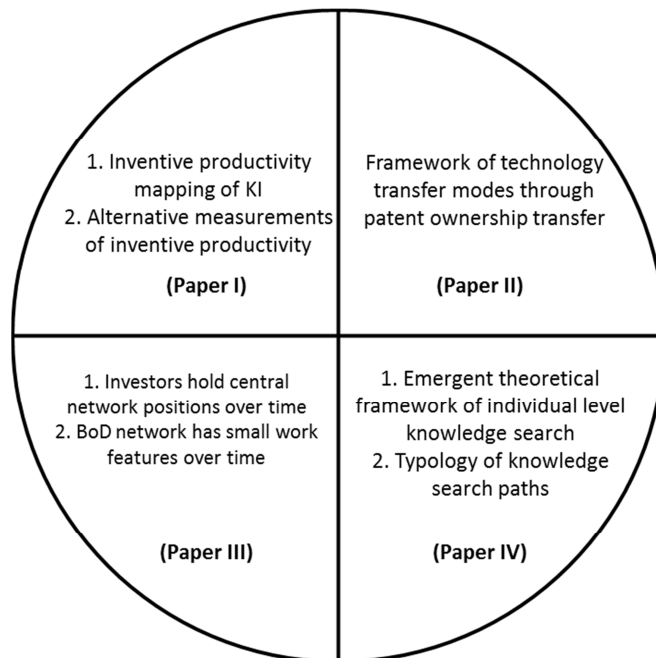 1. Inventive productivity
mapping of KI
2. Alternative measurements
of inventive productivity
(Paper I)
Framework of technology
transfer modes through
patent ownership transfer
(Paper II)
1. Investors hold central
network positions over time
2. BoD network has small work
features over time
(Paper III)
1. Emergent theoretical
framework of individual level
knowledge search
2. Typology of knowledge
search paths
(Paper IV)